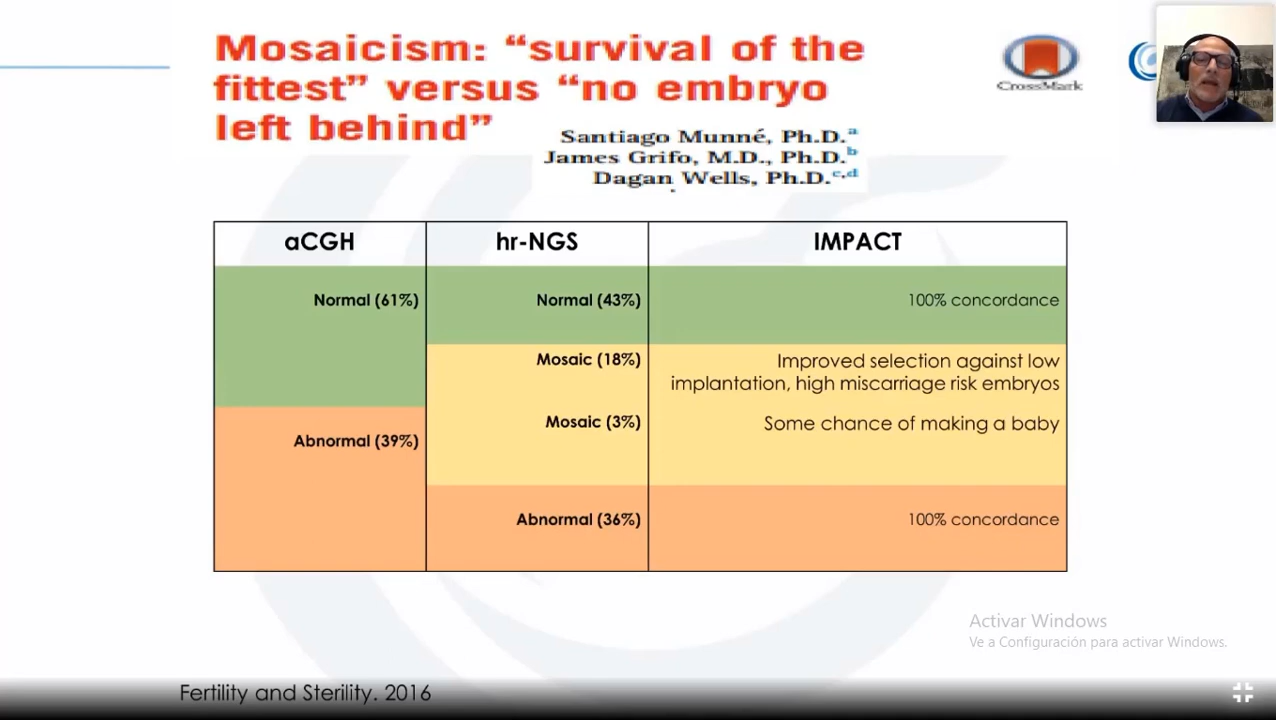 Mosaicism: “survival of the
fittest” versus “no embryo
left behind”
CrossMark
Santiago Munné, Ph.D.a
James Grifo, M.D., Ph.D.b
Dagan Wells, Ph.D.c,d
aCGH hr-NGS IMPACT
Normal (61%) Normal (43%) 100% concordance
Mosaic (18%) Improved selection against low
implantation, high miscarriage risk embryos
Mosaic (3%) Some chance of making a baby
Abnormal (39%)
Abnormal (36%) 100% concordance
Activar Windows
Ve a Configuración para activar Windows.
Fertility and Sterility. 2016